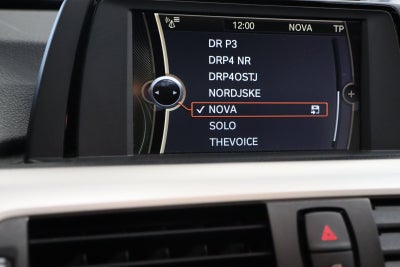 12:00 NOVA TP
DR P3
DRP4 NR
DRP4OSTJ
NORDJSKE
NOVA
SOLO
THEVOICE